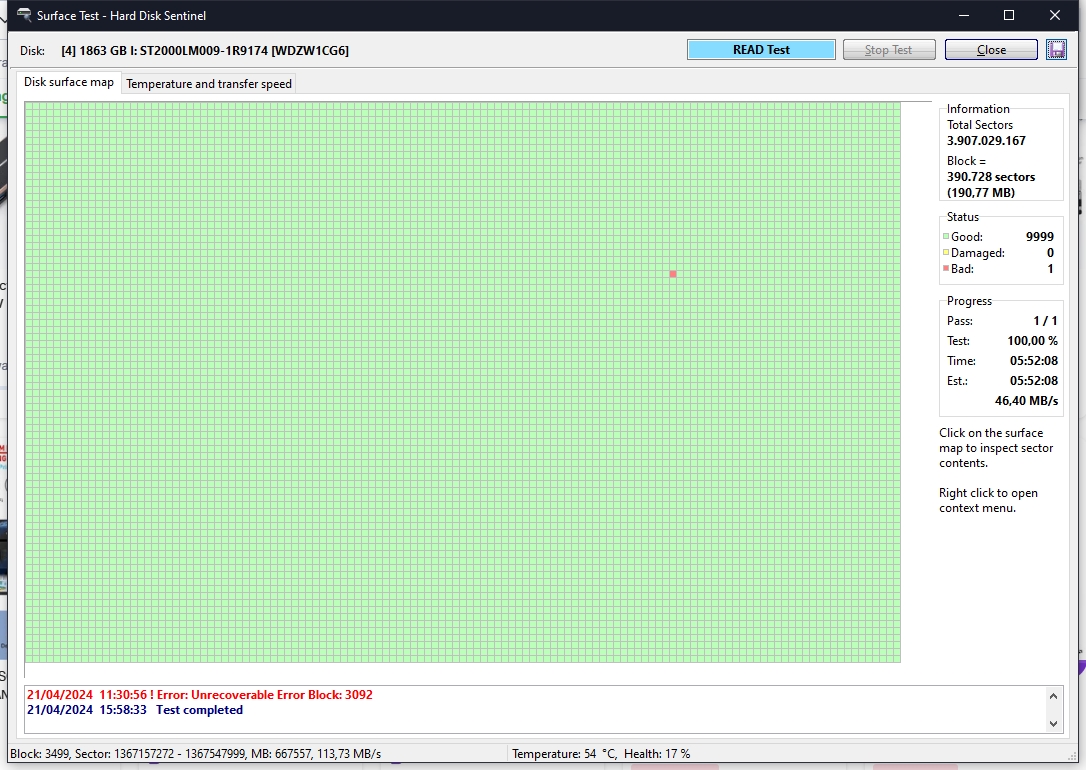 Surface Test - Hard Disk Sentinel
Disk: [4] 1863 GB I: ST2000LM009-1R9174 [WDZW1CG6]
READ Test
Stop Test
Close
Disk surface map
Temperature and transfer speed
Information
Total Sectors
3.907.029.167
Block =
390.728 sectors
(190,77 MB)
Status
Good: 9999
Damaged: 0
Bad: 1
Progress
Pass: 1 / 1
Test: 100,00 %
Time: 05:52:08
Est.: 05:52:08
46,40 MB/s
Click on the surface
map to inspect sector
contents.
Right click to open
context menu.
21/04/2024 11:30:56 ! Error: Unrecoverable Error Block: 3092
21/04/2024 15:58:33 Test completed
Block: 3499, Sector: 1367157272 - 1367547999, MB: 667557, 113,73 MB/s
Temperature: 54 °C, Health: 17 %